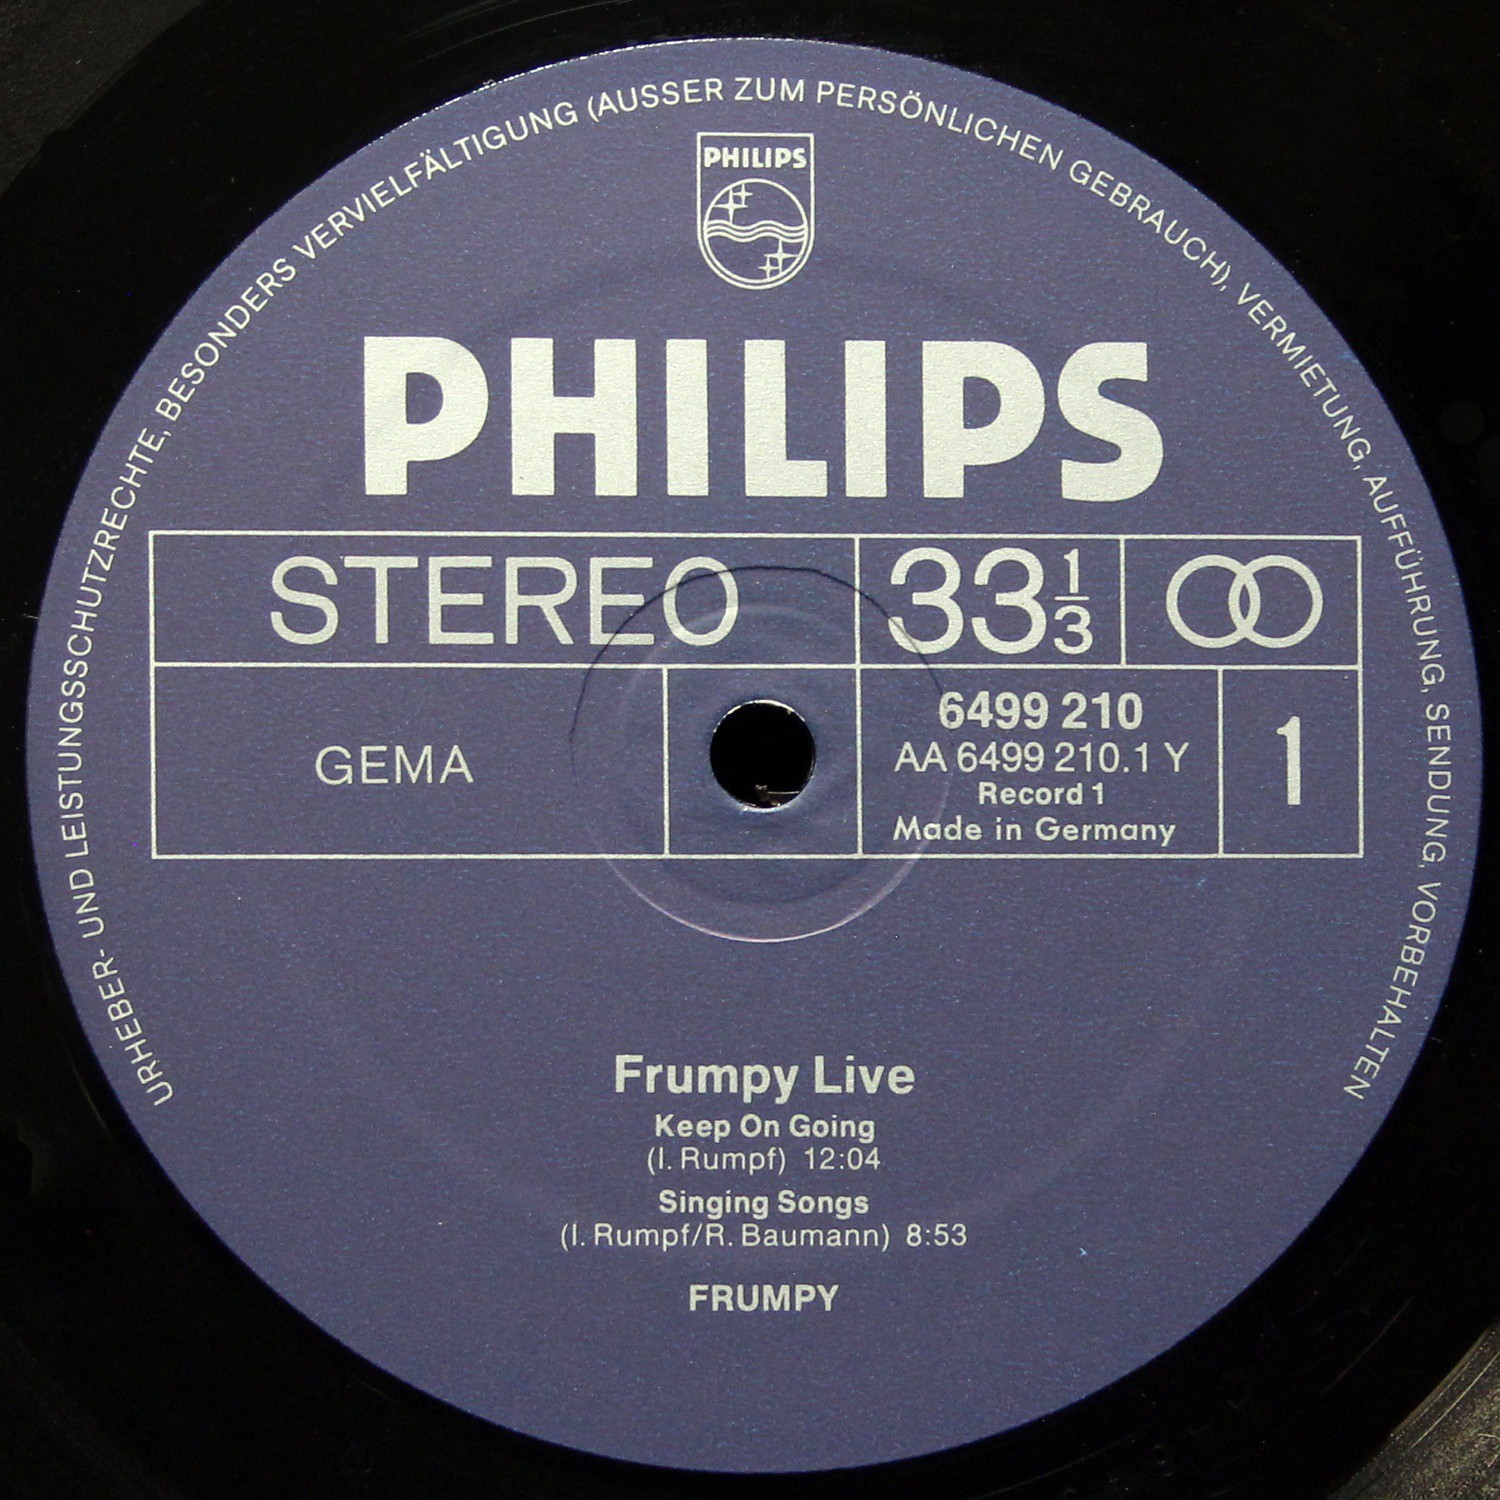 URHEBER- UND LEISTUNGSSCHUTZRECHTE, BESONDERS VERVIELFÄLTIGUNG (AUSSER ZUM PERSÖNLICHEN GEBRAUCH), VERMIETUNG, AUFFÜHRUNG, SENDUNG, VORBEHALTEN
PHILIPS
PHILIPS
STEREO 33 1/3
GEMA
6499 210
AA 6499 210.1 Y
Record 1
Made in Germany
1
Frumpy Live
Keep On Going
(I. Rumpf) 12:04
Singing Songs
(I. Rumpf/R. Baumann) 8:53
FRUMPY